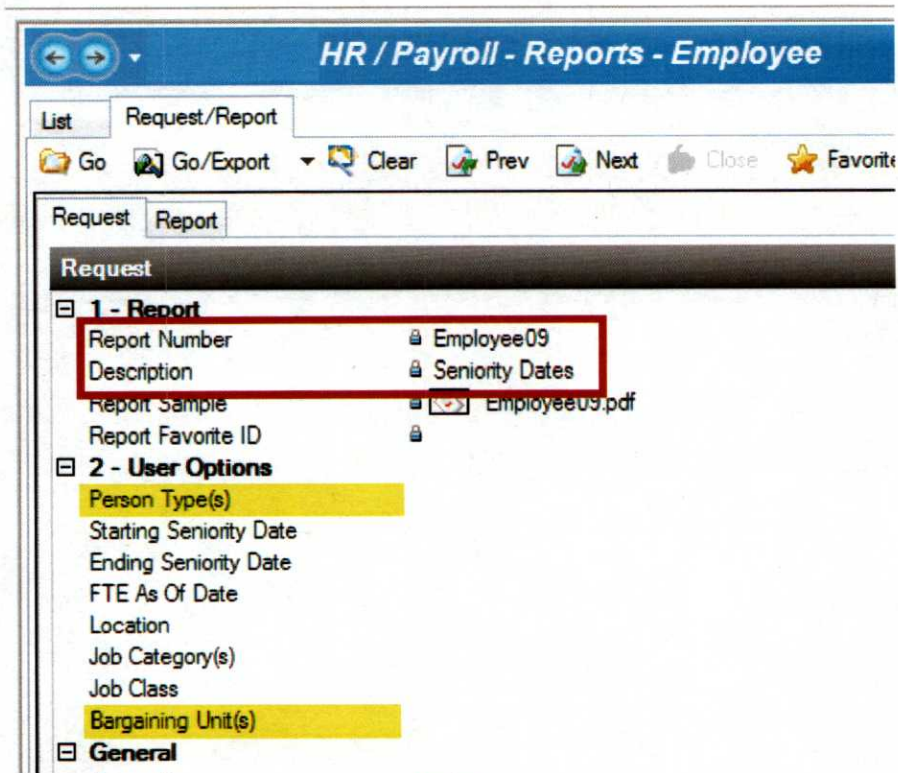 HR / Payroll - Reports - Employee
List Request/Report
Go Go/Export Clear Prev Next Close Favorite
Request Report
Request
1 - Report
Report Number Employee09
Description Seniority Dates
Report Sample Employee09.pdf
Report Favorite ID
2 - User Options
Person Type(s)
Starting Seniority Date
Ending Seniority Date
FTE As Of Date
Location
Job Category(s)
Job Class
Bargaining Unit(s)
General